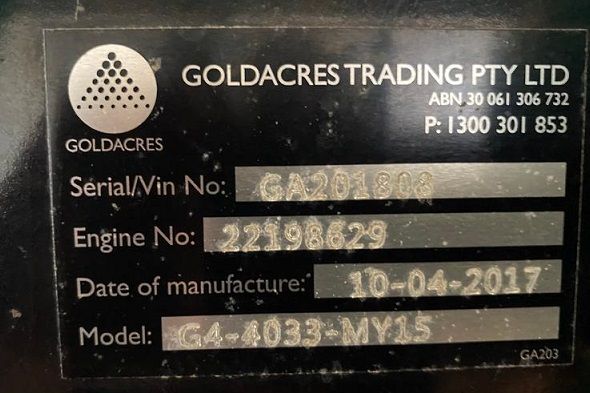 GOLDACRES TRADING PTY LTD
ABN 30 061 306 732
P: 1300 301 853
GOLDACRES
Serial/Vin No: GA201808
Engine No: 22198629
Date of manufacture: 10-04-2017
Model: G4-4033-MY15
GA203